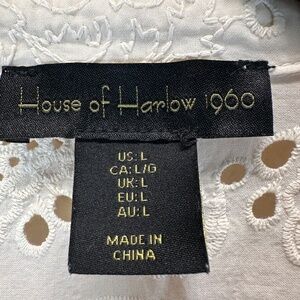 House of Harlow 1960
US: L
CA: L/G
UK: L
EU: L
AU: L
MADE IN
CHINA